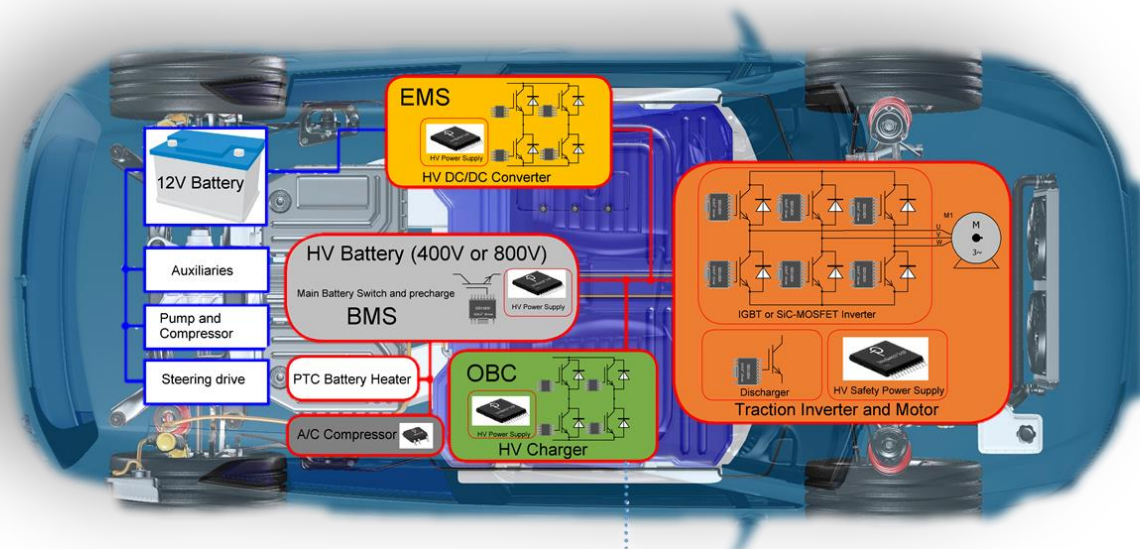 EMS
HV Power Supply
HV DC/DC Converter
12V Battery
Auxiliaries
Pump and
Compressor
Steering drive
HV Battery (400V or 800V)
Main Battery Switch and precharge
BMS
HV Power Supply
PTC Battery Heater
A/C Compressor
OBC
HV Power Supply
HV Charger
M1
M
3~
IGBT or SiC-MOSFET Inverter
Discharger
HV Safety Power Supply
Traction Inverter and Motor